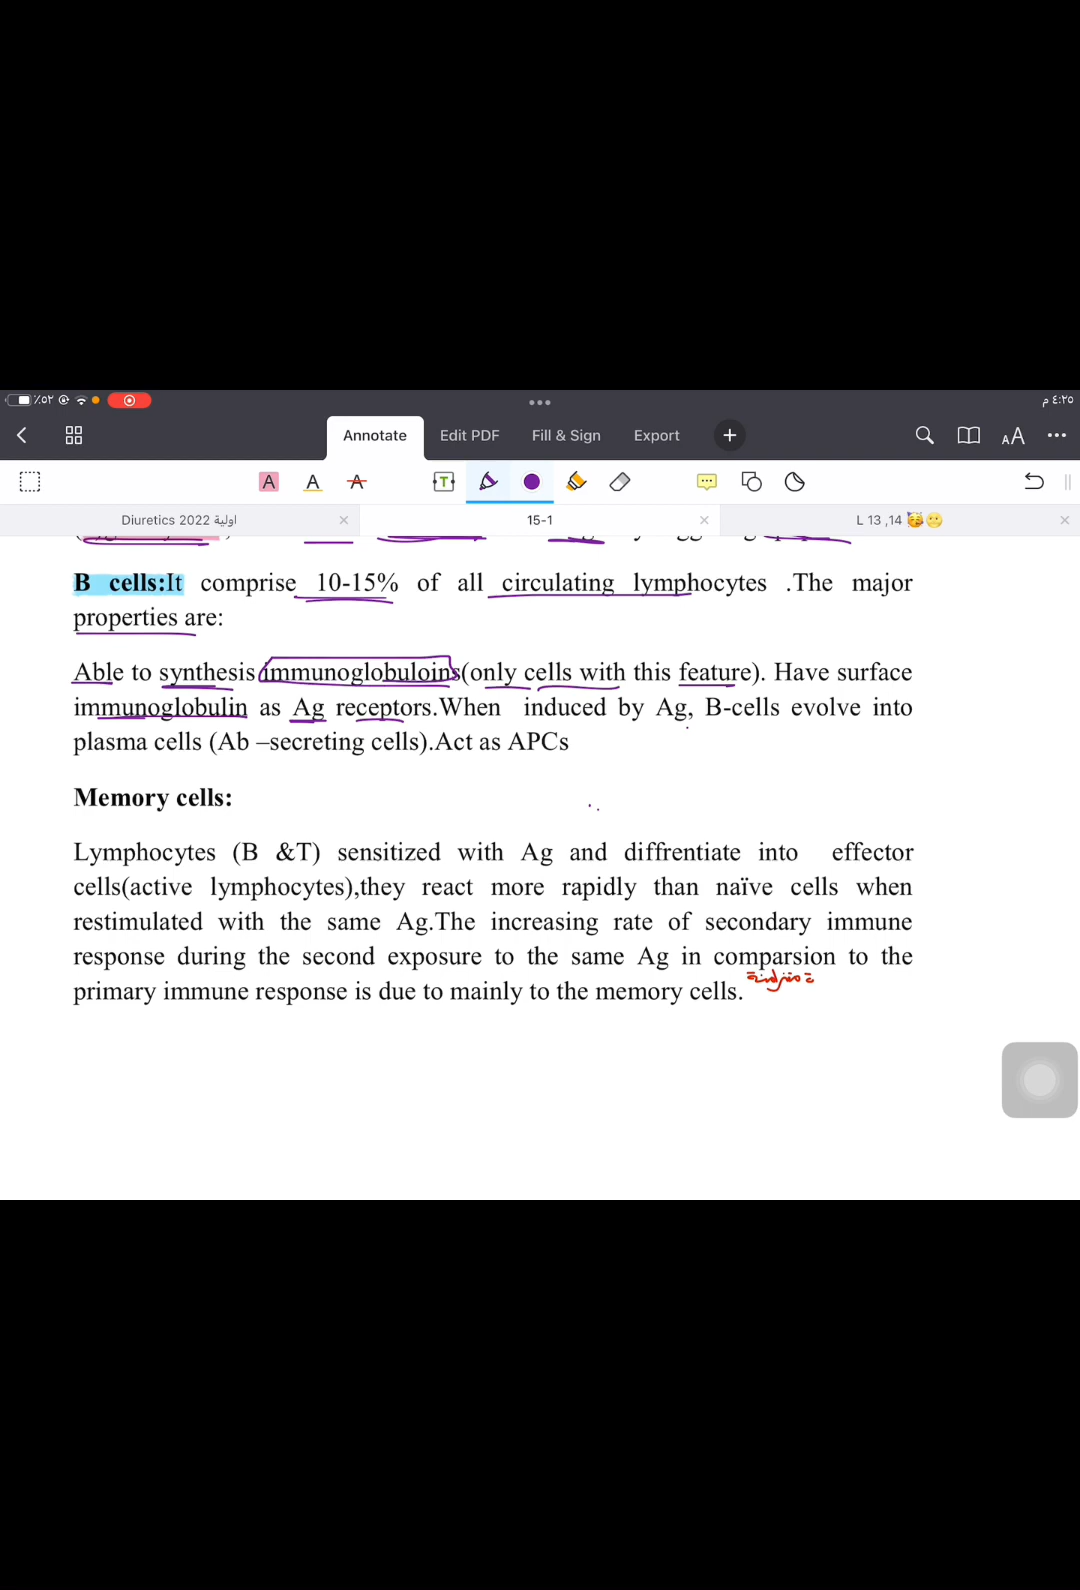 ٪٥٢
٤:٢٥ م
Annotate Edit PDF Fill & Sign Export
Diuretics 2022 اولية
15-1
L 13 ,14 🥳🥲
B cells:It comprise 10-15% of all circulating lymphocytes .The major
properties are:
Able to synthesis immunoglobuloins(only cells with this feature). Have surface
immunoglobulin as Ag receptors.When induced by Ag, B-cells evolve into
plasma cells (Ab –secreting cells).Act as APCs
Memory cells:
Lymphocytes (B &T) sensitized with Ag and diffrentiate into effector
cells(active lymphocytes),they react more rapidly than naïve cells when
restimulated with the same Ag.The increasing rate of secondary immune
response during the second exposure to the same Ag in comparsion to the
primary immune response is due to mainly to the memory cells.